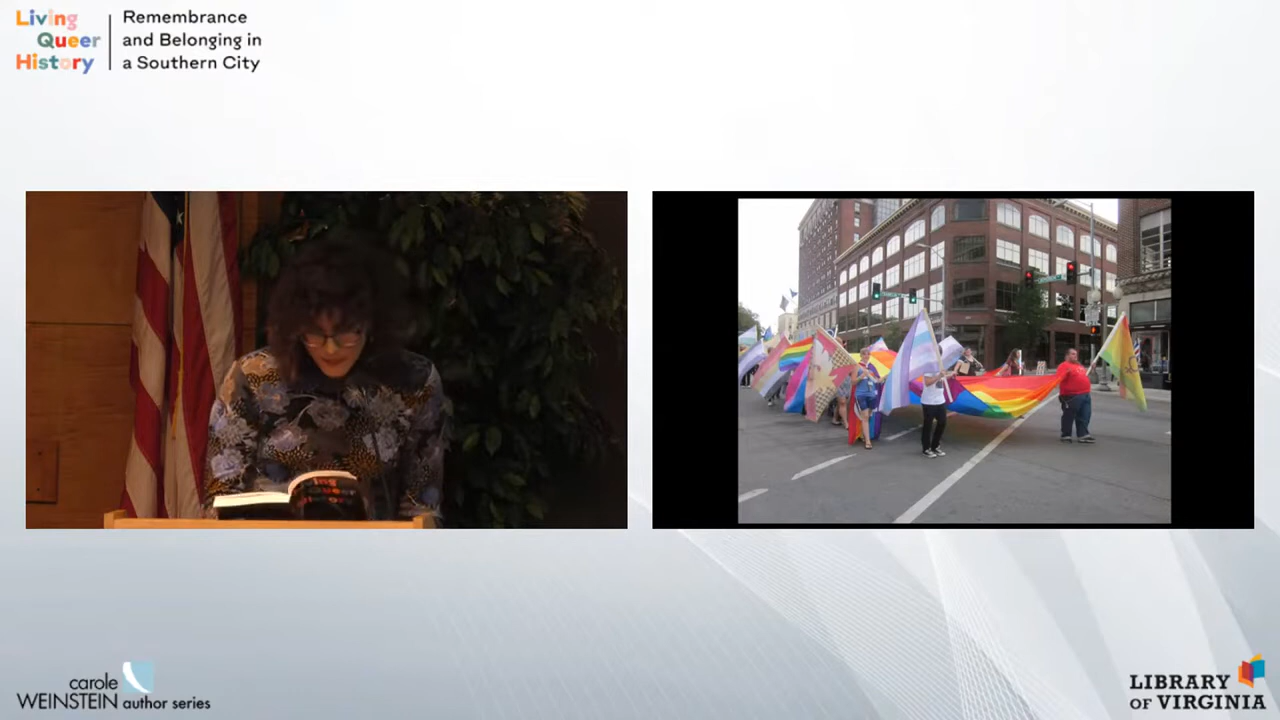 Living
Queer
History
Remembrance
and Belonging in
a Southern City
carole
WEINSTEIN author series
LIBRARY
OF VIRGINIA